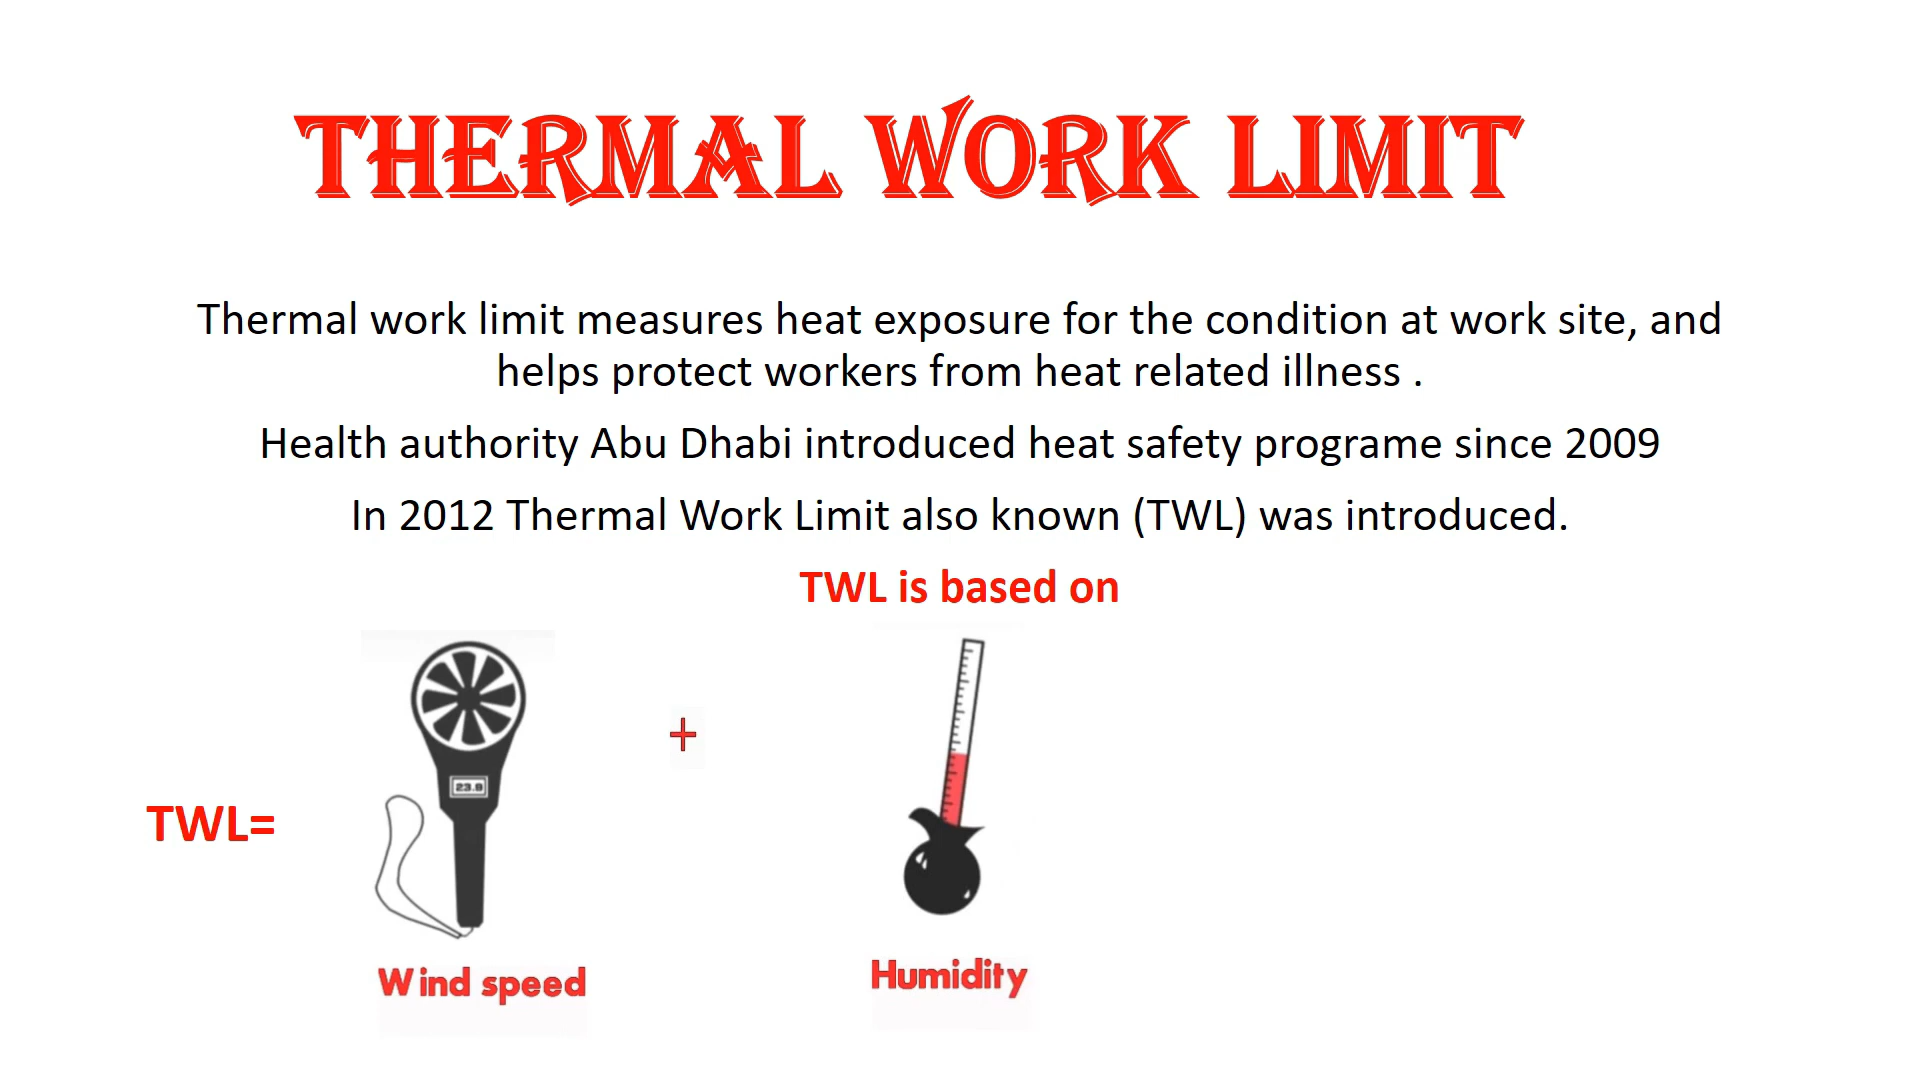 THERMAL WORK LIMIT
Thermal work limit measures heat exposure for the condition at work site, and
helps protect workers from heat related illness .
Health authority Abu Dhabi introduced heat safety programe since 2009
In 2012 Thermal Work Limit also known (TWL) was introduced.
TWL is based on
+
23.8
TWL=
Wind speed
Humidity